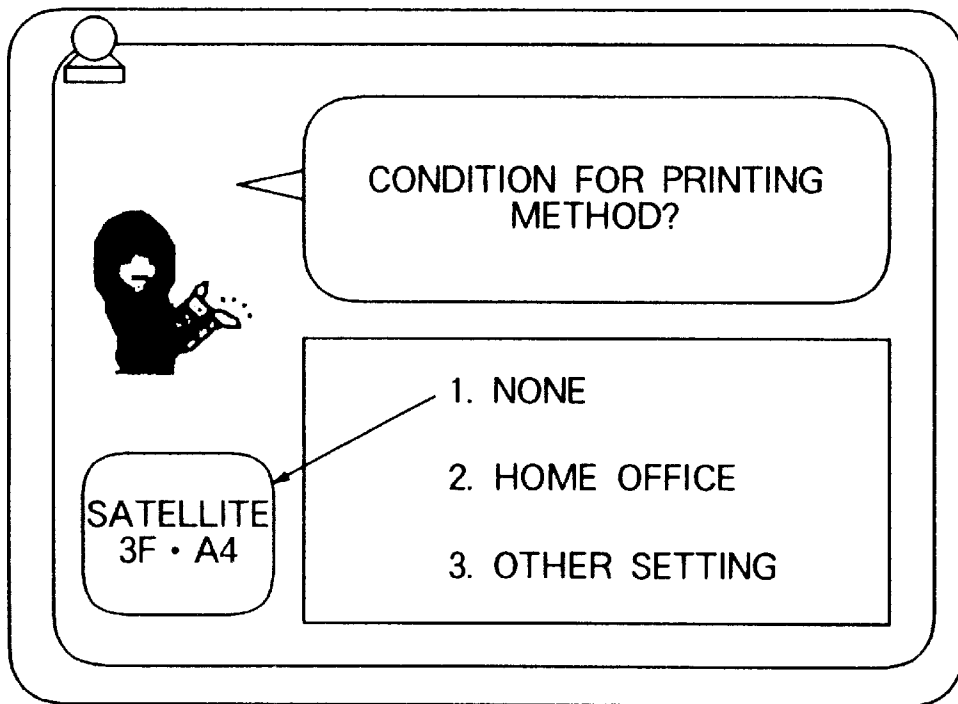 CONDITION FOR PRINTING
METHOD?
1. NONE
2. HOME OFFICE
3. OTHER SETTING
SATELLITE
3F・A4